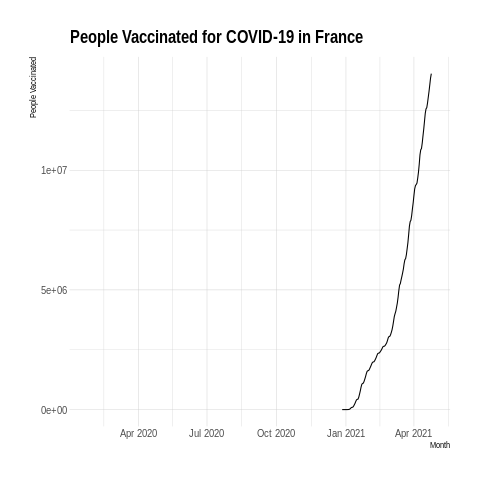 People Vaccinated for COVID-19 in France
People Vaccinated
1e+07
5e+06
0e+00
Apr 2020 Jul 2020 Oct 2020 Jan 2021 Apr 2021
Month